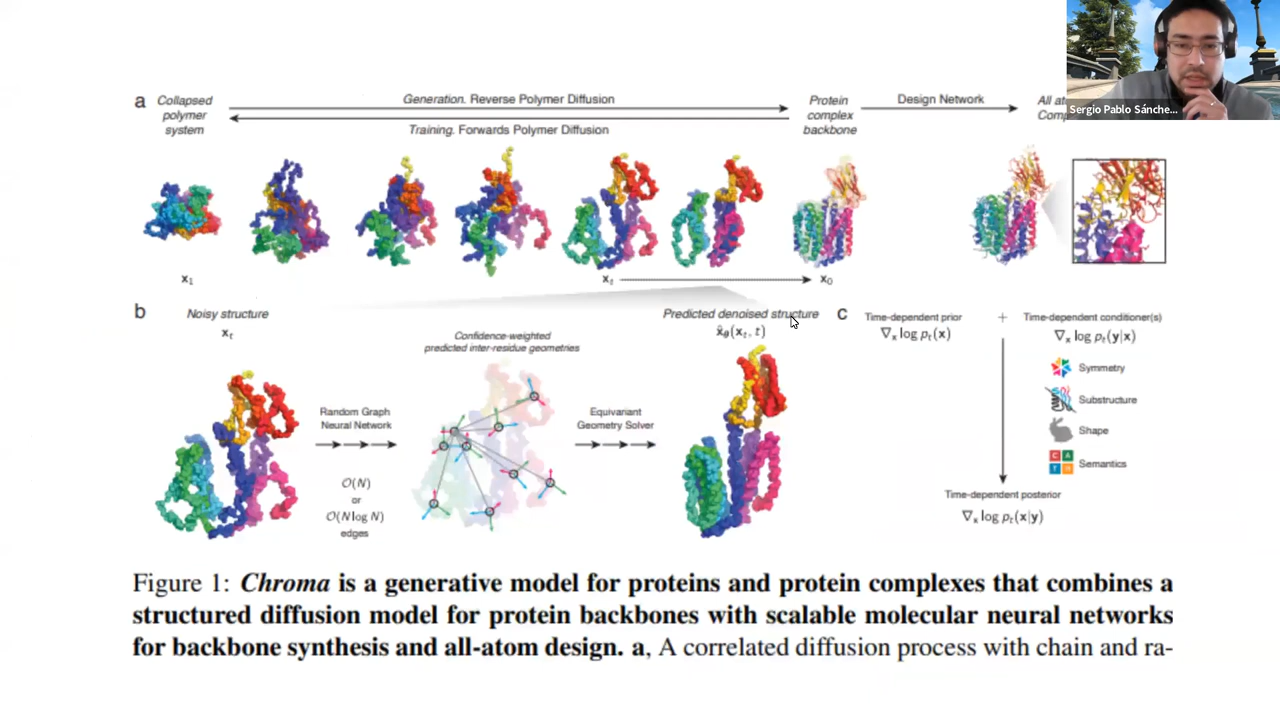 a
Collapsed
polymer
system
Generation. Reverse Polymer Diffusion
Training. Forwards Polymer Diffusion
Protein
complex
backbone
Design Network
All
Sergio Pablo Sánche...
x₁
xₜ
x₀
b
Noisy structure
xₜ
Confidence-weighted
predicted inter-residue geometries
Predicted denoised structure
x̂θ(xₜ, t)
Random Graph
Neural Network
O(N)
or
O(N log N)
edges
Equivariant
Geometry Solver
c
Time-dependent prior
∇ₓ log pₜ(x)
+
Time-dependent conditioner(s)
∇ₓ log pₜ(y|x)
Symmetry
Substructure
Shape
C A
Semantics
Time-dependent posterior
∇ₓ log pₜ(x|y)
Figure 1: Chroma is a generative model for proteins and protein complexes that combines a
structured diffusion model for protein backbones with scalable molecular neural networks
for backbone synthesis and all-atom design. a, A correlated diffusion process with chain and ra-